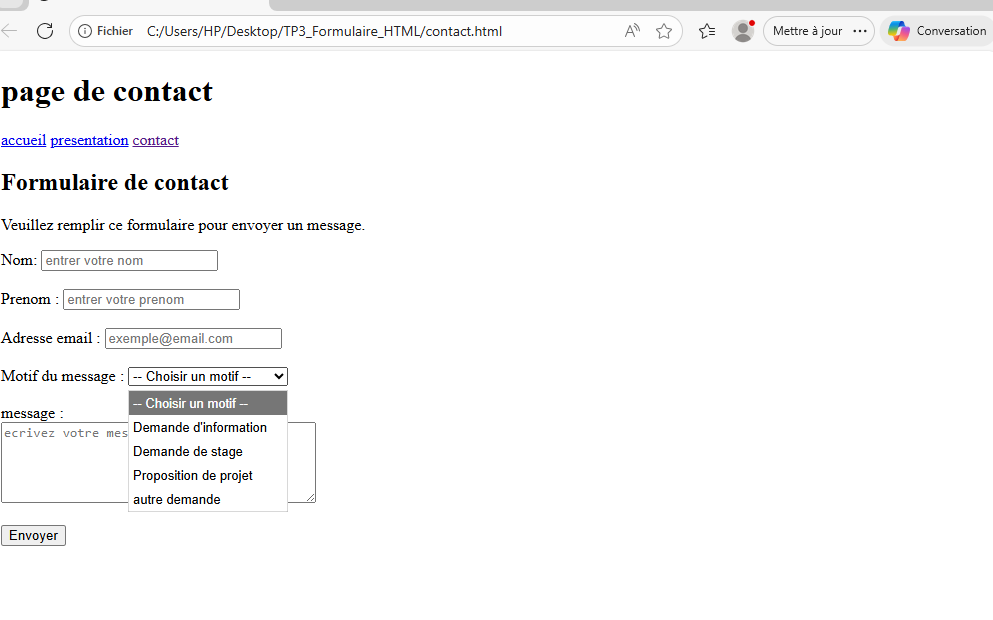 Fichier C:/Users/HP/Desktop/TP3_Formulaire_HTML/contact.html Mettre à jour Conversation
page de contact
accueil presentation contact
Formulaire de contact
Veuillez remplir ce formulaire pour envoyer un message.
Nom: entrer votre nom
Prenom : entrer votre prenom
Adresse email : exemple@email.com
Motif du message : -- Choisir un motif --
-- Choisir un motif --
Demande d'information
Demande de stage
Proposition de projet
autre demande
message :
ecrivez votre mes
Envoyer